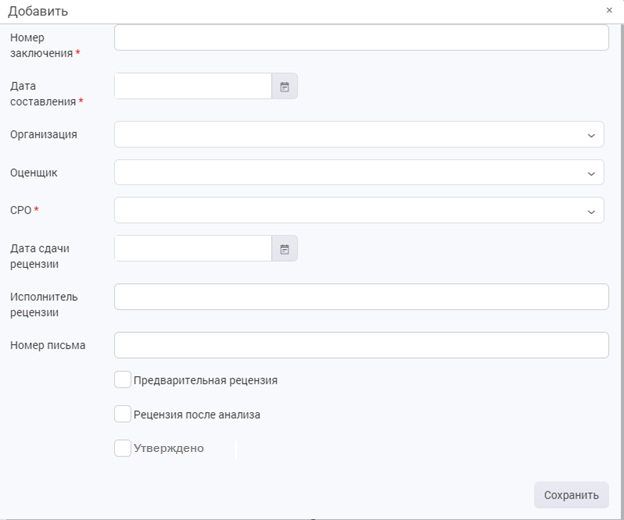 Добавить ×
Номер
заключения *
Дата
составления *
Организация
Оценщик
СРО *
Дата сдачи
рецензии
Исполнитель
рецензии
Номер письма
Предварительная рецензия
Рецензия после анализа
Утверждено
Сохранить